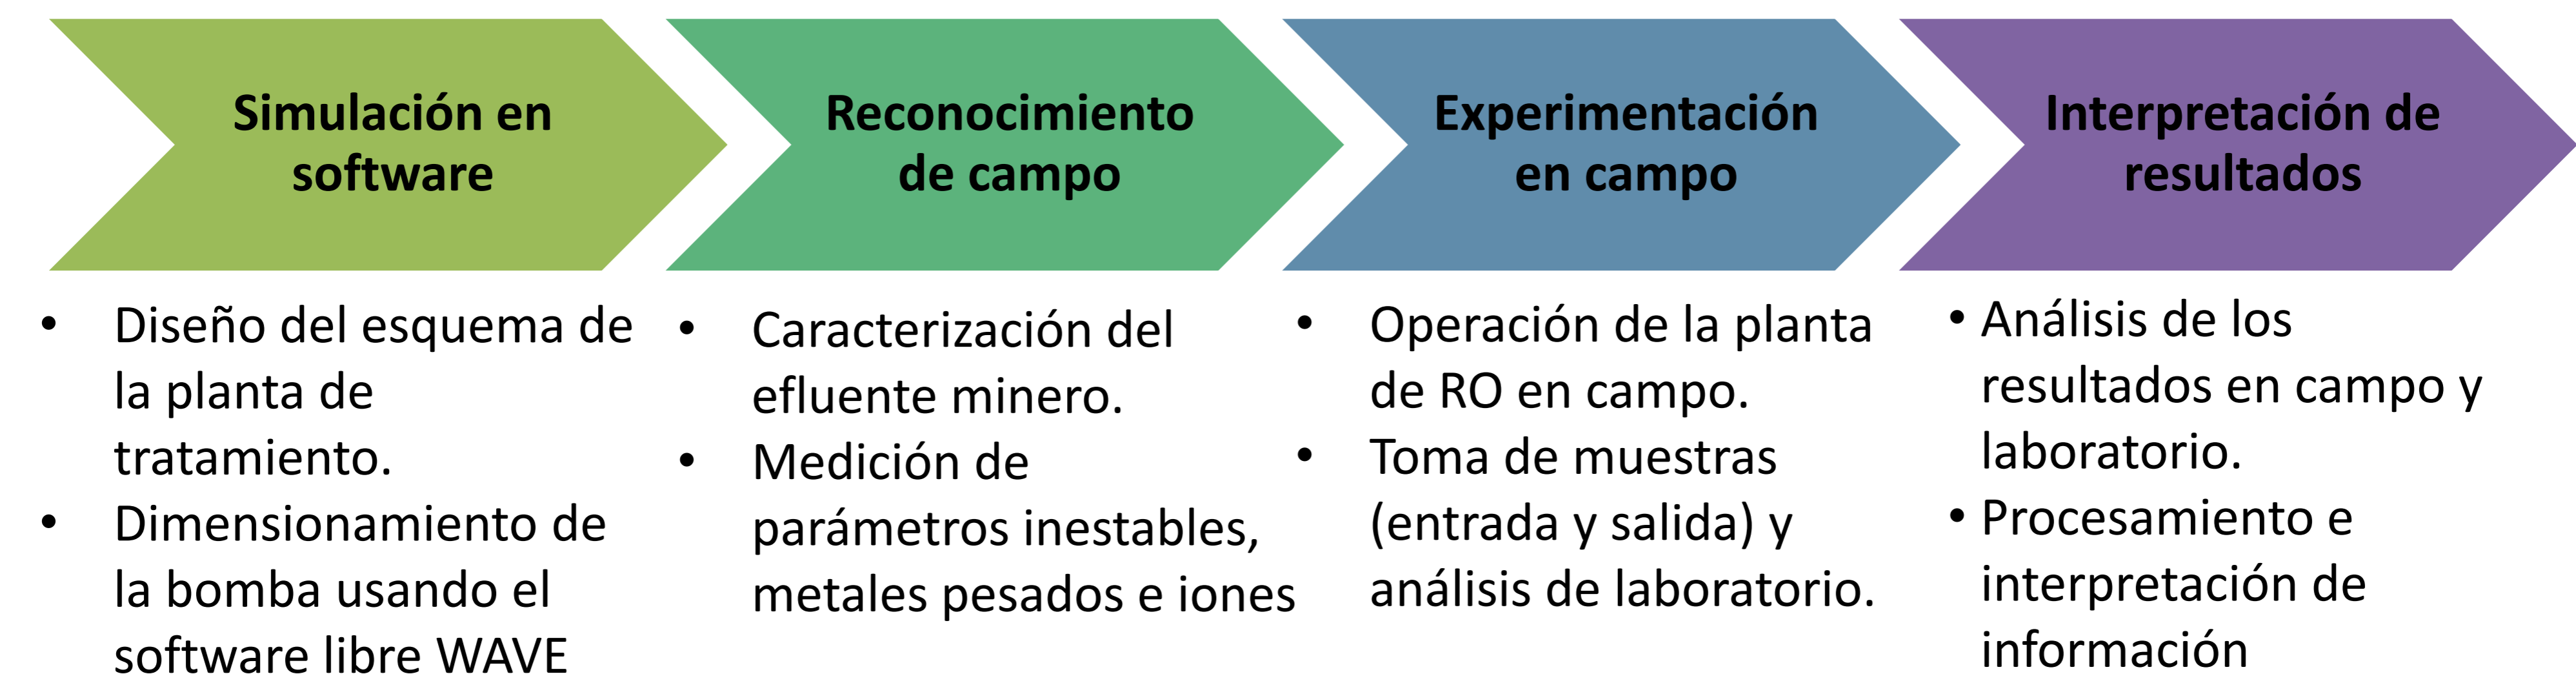 Simulación en
software
Reconocimiento
de campo
Experimentación
en campo
Interpretación de
resultados
• Diseño del esquema de
la planta de
tratamiento.
• Dimensionamiento de
la bomba usando el
software libre WAVE
• Caracterización del
efluente minero.
• Medición de
parámetros inestables,
metales pesados e iones
• Operación de la planta
de RO en campo.
• Toma de muestras
(entrada y salida) y
análisis de laboratorio.
• Análisis de los
resultados en campo y
laboratorio.
• Procesamiento e
interpretación de
información